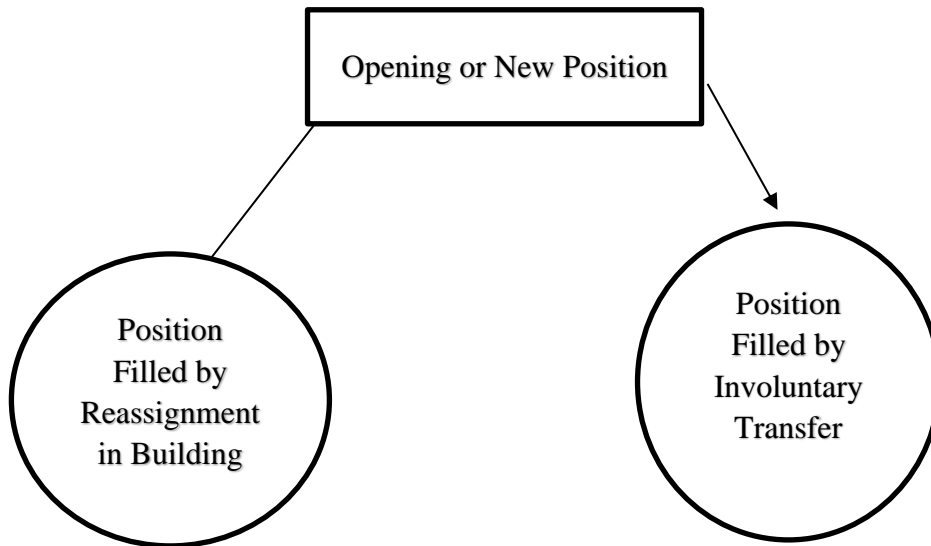 Opening or New Position
Position
Filled by
Reassignment
in Building
Position
Filled by
Involuntary
Transfer